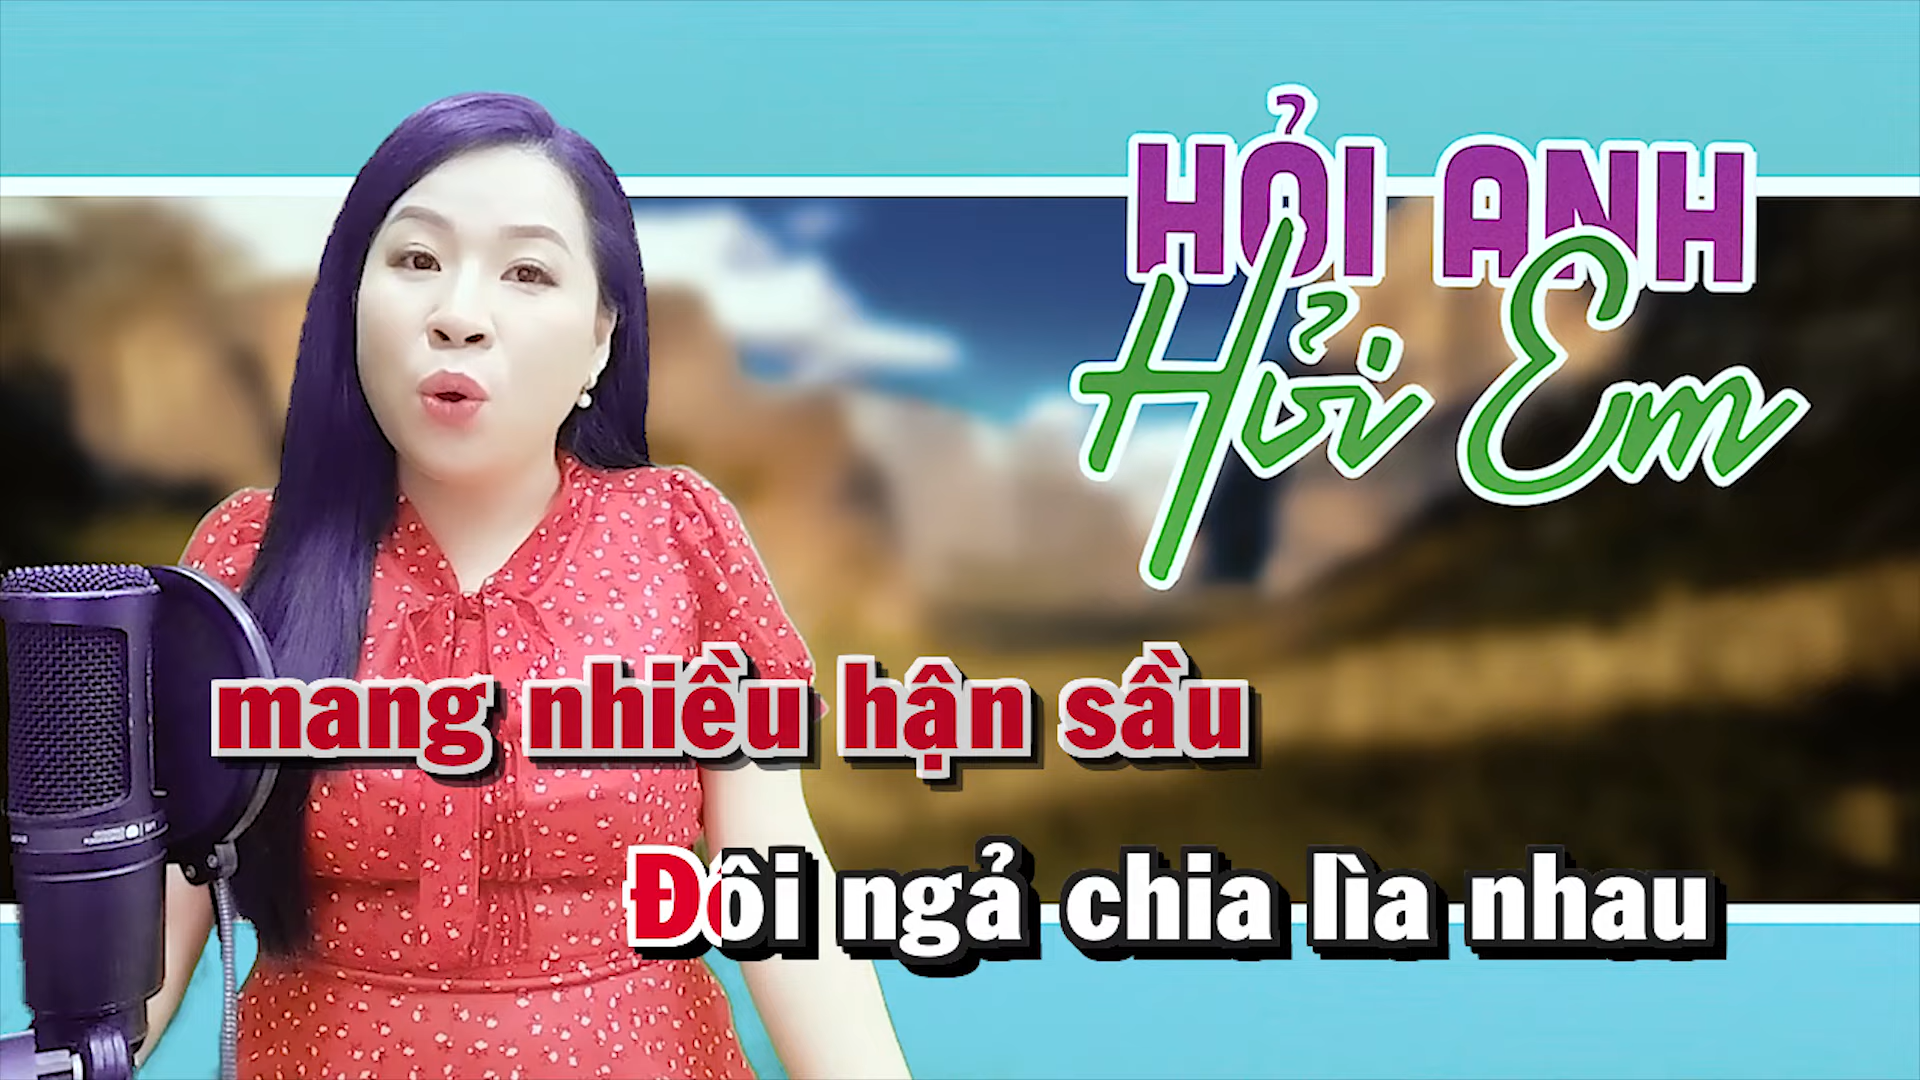 HỎI ANH
Hỏi Em
mang nhiều hận sầu
Đôi ngả chia lìa nhau